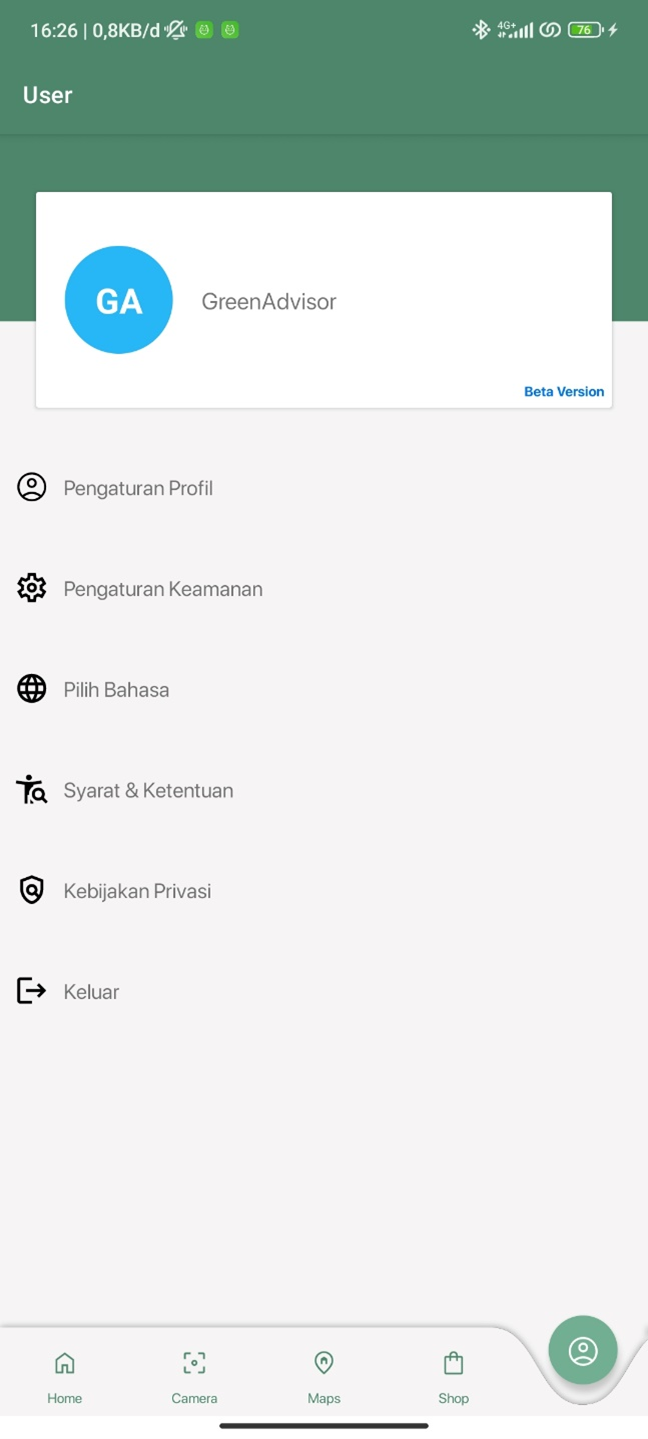 16:26 | 0,8KB/d
4G+
76
User
GA
GreenAdvisor
Beta Version
Pengaturan Profil
Pengaturan Keamanan
Pilih Bahasa
Syarat & Ketentuan
Kebijakan Privasi
Keluar
Home
Camera
Maps
Shop